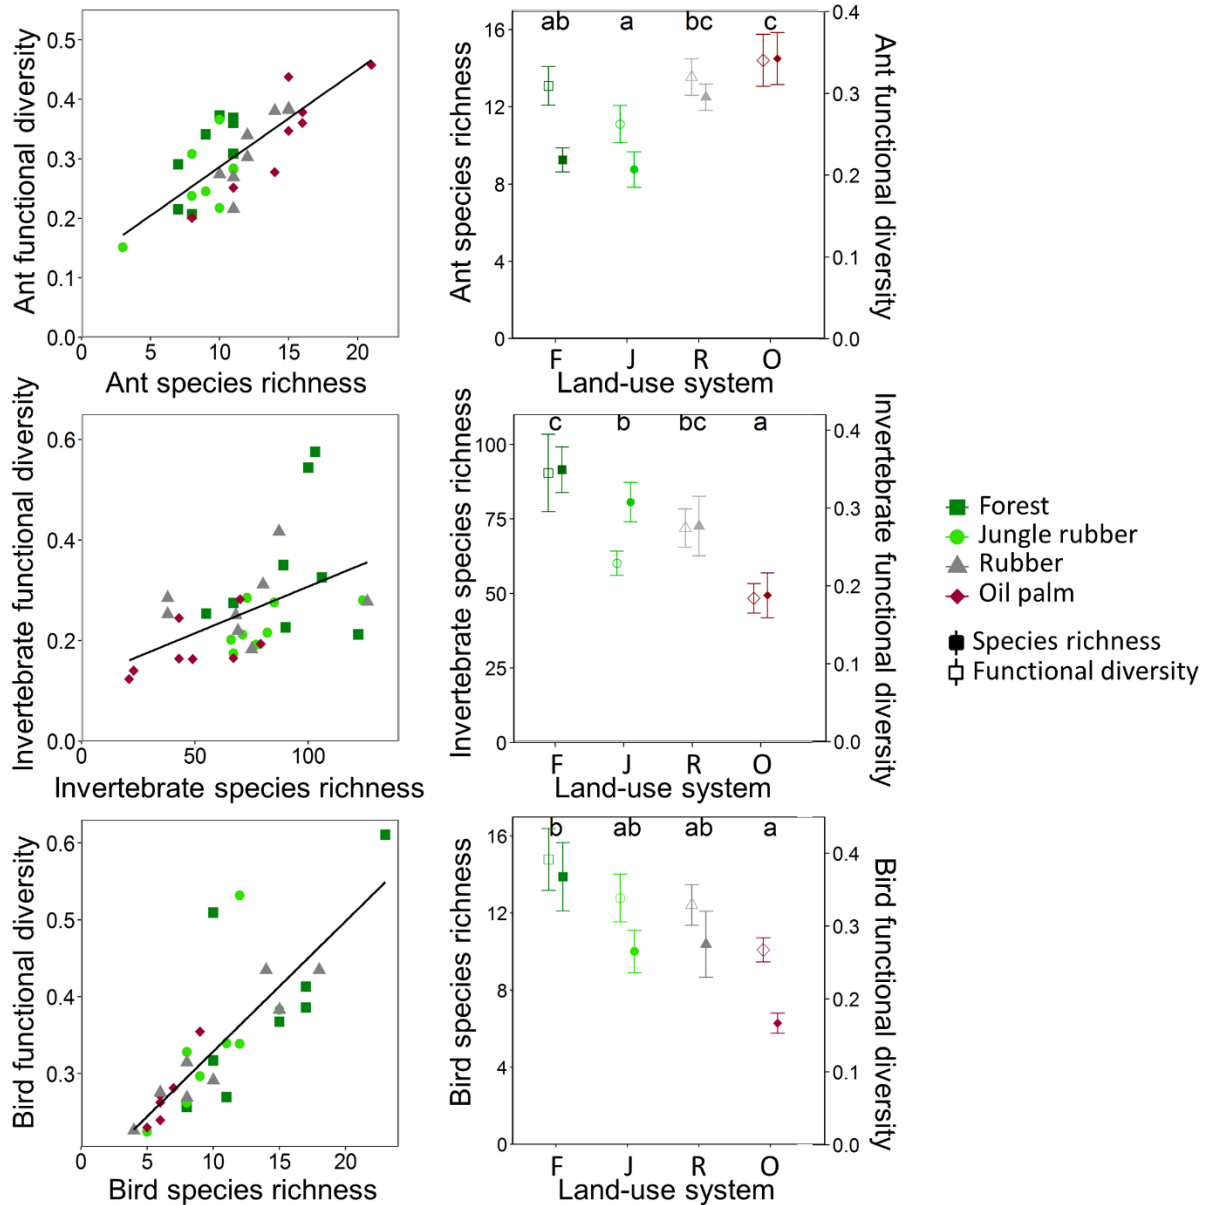 Ant functional diversity
0.5
0.4
0.3
0.2
0.1
0.0
0 5 10 15 20
Ant species richness
Ant species richness
16
12
8
4
0
ab a bc c
F J R O
Land-use system
0.4
0.3
0.2
0.1
0.0
Ant functional diversity
Invertebrate functional diversity
0.6
0.4
0.2
0.0
0 50 100
Invertebrate species richness
Invertebrate species richness
100
75
50
25
0
c b bc a
F J R O
Land-use system
0.4
0.3
0.2
0.1
0.0
Invertebrate functional diversity
Forest
Jungle rubber
Rubber
Oil palm
Species richness
Functional diversity
Bird functional diversity
0.6
0.5
0.4
0.3
0 5 10 15 20
Bird species richness
Bird species richness
16
12
8
4
0
b ab ab a
F J R O
Land-use system
0.4
0.3
0.2
0.1
0.0
Bird functional diversity